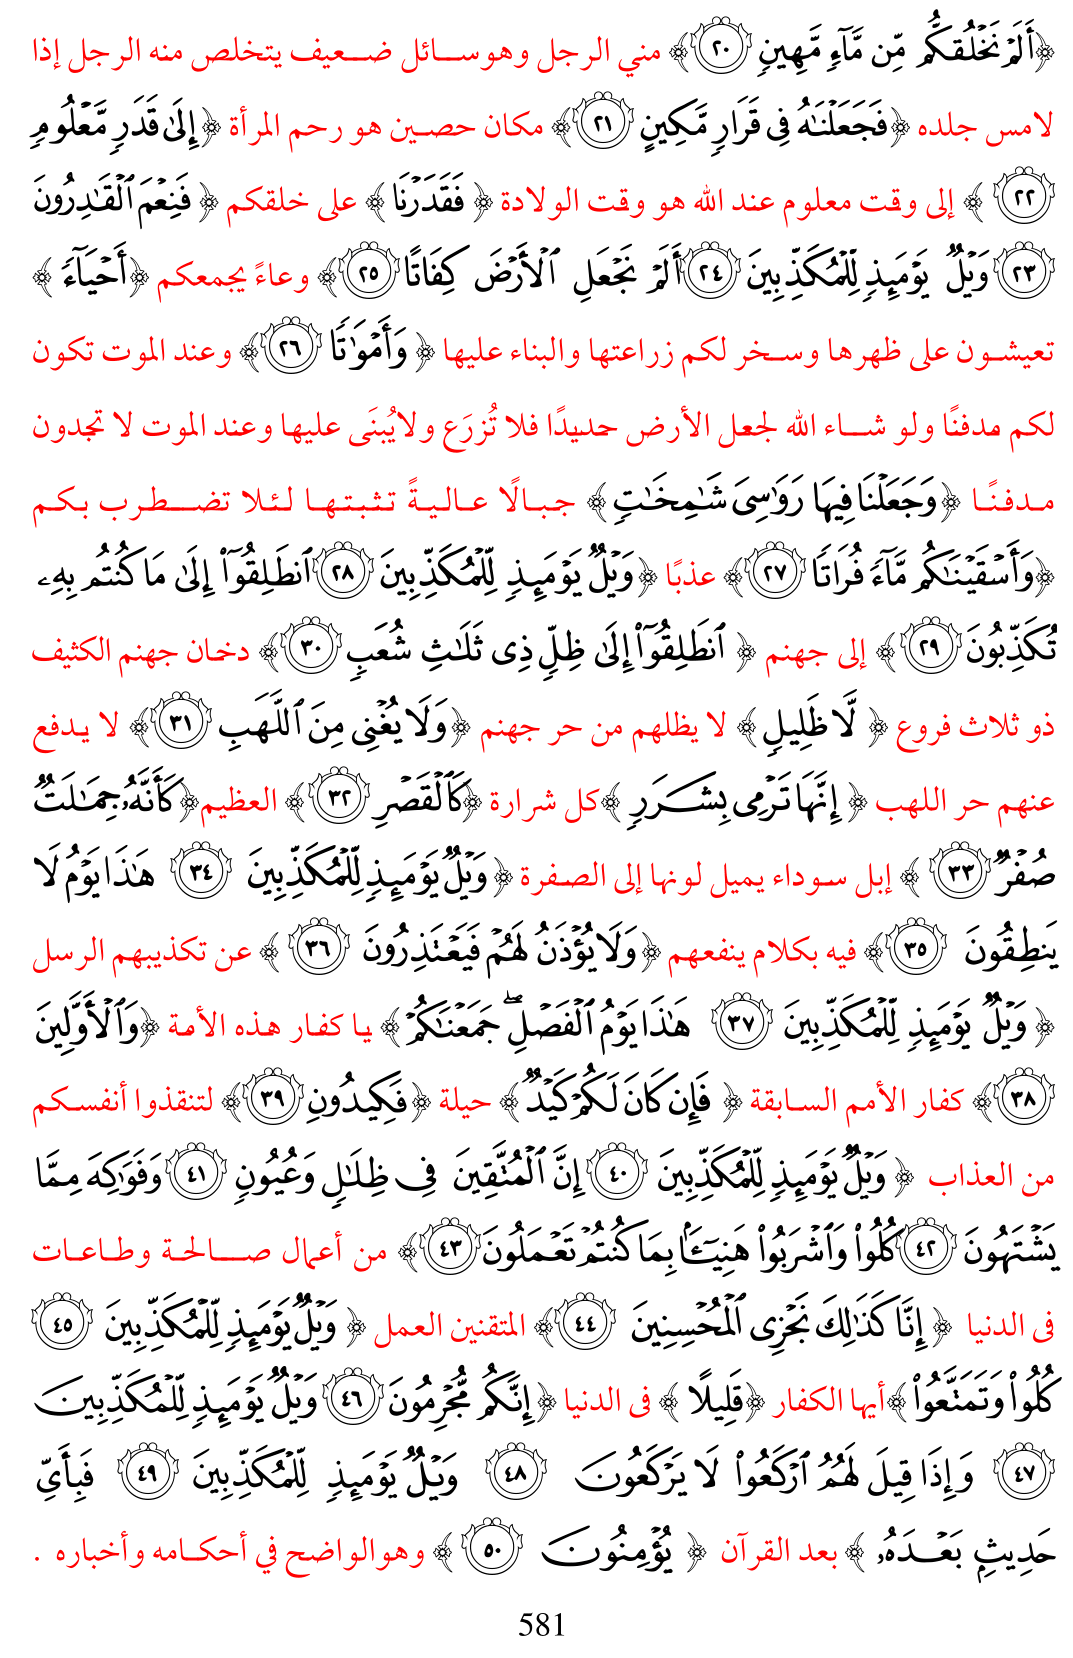 ﴿أَلَمۡ نَخۡلُقكُّم مِّن مَّآءٖ مَّهِينٖ ٢٠﴾ مني الرجل وهو سائل ضعيف يتخلص منه الرجل إذا
لامس جلده ﴿فَجَعَلۡنَٰهُ فِي قَرَارٖ مَّكِينٍ ٢١﴾ مكان حصين هو رحم المرأة ﴿إِلَىٰ قَدَرٖ مَّعۡلُومٖ
٢٢﴾ إلى وقت معلوم عند الله هو وقت الولادة ﴿فَقَدَرۡنَا﴾ على خلقكم ﴿فَنِعۡمَ ٱلۡقَٰدِرُونَ
٢٣ وَيۡلٞ يَوۡمَئِذٖ لِّلۡمُكَذِّبِينَ ٢٤ أَلَمۡ نَجۡعَلِ ٱلۡأَرۡضَ كِفَاتًا ٢٥﴾ وعاءً يجمعكم ﴿أَحۡيَآءٗ﴾
تعيشون على ظهرها وسخر لكم زراعتها والبناء عليها ﴿وَأَمۡوَٰتٗا ٢٦﴾ وعند الموت تكون
لكم مدفنًا ولو شاء الله لجعل الأرض حديدًا فلا تُزرَع ولا يُبنَى عليها وعند الموت لا تجدون
مدفنًا ﴿وَجَعَلۡنَا فِيهَا رَوَٰسِيَ شَٰمِخَٰتٖ﴾ جبالًا عاليةً تثبتها لئلا تضطرب بكم
﴿وَأَسۡقَيۡنَٰكُم مَّآءٗ فُرَاتٗا ٢٧﴾ عذبًا ﴿وَيۡلٞ يَوۡمَئِذٖ لِّلۡمُكَذِّبِينَ ٢٨ ٱنطَلِقُوٓاْ إِلَىٰ مَا كُنتُم بِهِۦ
تُكَذِّبُونَ ٢٩﴾ إلى جهنم ﴿ٱنطَلِقُوٓاْ إِلَىٰ ظِلّٖ ذِي ثَلَٰثِ شُعَبٖ ٣٠﴾ دخان جهنم الكثيف
ذو ثلاث فروع ﴿لَّا ظَلِيلٖ﴾ لا يظلهم من حر جهنم ﴿وَلَا يُغۡنِي مِنَ ٱللَّهَبِ ٣١﴾ لا يدفع
عنهم حر اللهب ﴿إِنَّهَا تَرۡمِي بِشَرَرٖ﴾ كل شرارة ﴿كَٱلۡقَصۡرِ ٣٢﴾ العظيم ﴿كَأَنَّهُۥ جِمَٰلَتٞ
صُفۡرٞ ٣٣﴾ إبل سوداء يميل لونها إلى الصفرة ﴿وَيۡلٞ يَوۡمَئِذٖ لِّلۡمُكَذِّبِينَ ٣٤ هَٰذَا يَوۡمُ لَا
يَنطِقُونَ ٣٥﴾ فيه بكلام ينفعهم ﴿وَلَا يُؤۡذَنُ لَهُمۡ فَيَعۡتَذِرُونَ ٣٦﴾ عن تكذيبهم الرسل
﴿وَيۡلٞ يَوۡمَئِذٖ لِّلۡمُكَذِّبِينَ ٣٧ هَٰذَا يَوۡمُ ٱلۡفَصۡلِۖ جَمَعۡنَٰكُمۡ﴾ يا كفار هذه الأمة ﴿وَٱلۡأَوَّلِينَ
٣٨﴾ كفار الأمم السابقة ﴿فَإِن كَانَ لَكُمۡ كَيۡدٞ﴾ حيلة ﴿فَكِيدُونِ ٣٩﴾ لتنقذوا أنفسكم
من العذاب ﴿وَيۡلٞ يَوۡمَئِذٖ لِّلۡمُكَذِّبِينَ ٤٠ إِنَّ ٱلۡمُتَّقِينَ فِي ظِلَٰلٖ وَعُيُونٖ ٤١ وَفَوَٰكِهَ مِمَّا
يَشۡتَهُونَ ٤٢ كُلُواْ وَٱشۡرَبُواْ هَنِيٓـَٔۢا بِمَا كُنتُمۡ تَعۡمَلُونَ ٤٣﴾ من أعمال صالحة وطاعات
فى الدنيا ﴿إِنَّا كَذَٰلِكَ نَجۡزِي ٱلۡمُحۡسِنِينَ ٤٤﴾ المتقنين العمل ﴿وَيۡلٞ يَوۡمَئِذٖ لِّلۡمُكَذِّبِينَ ٤٥
كُلُواْ وَتَمَتَّعُواْ﴾ أيها الكفار ﴿قَلِيلًا﴾ فى الدنيا ﴿إِنَّكُم مُّجۡرِمُونَ ٤٦ وَيۡلٞ يَوۡمَئِذٖ لِّلۡمُكَذِّبِينَ
٤٧ وَإِذَا قِيلَ لَهُمُ ٱرۡكَعُواْ لَا يَرۡكَعُونَ ٤٨ وَيۡلٞ يَوۡمَئِذٖ لِّلۡمُكَذِّبِينَ ٤٩ فَبِأَيِّ
حَدِيثِۭ بَعۡدَهُۥ﴾ بعد القرآن ﴿يُؤۡمِنُونَ ٥٠﴾ وهو الواضح في أحكامه وأخباره .
581